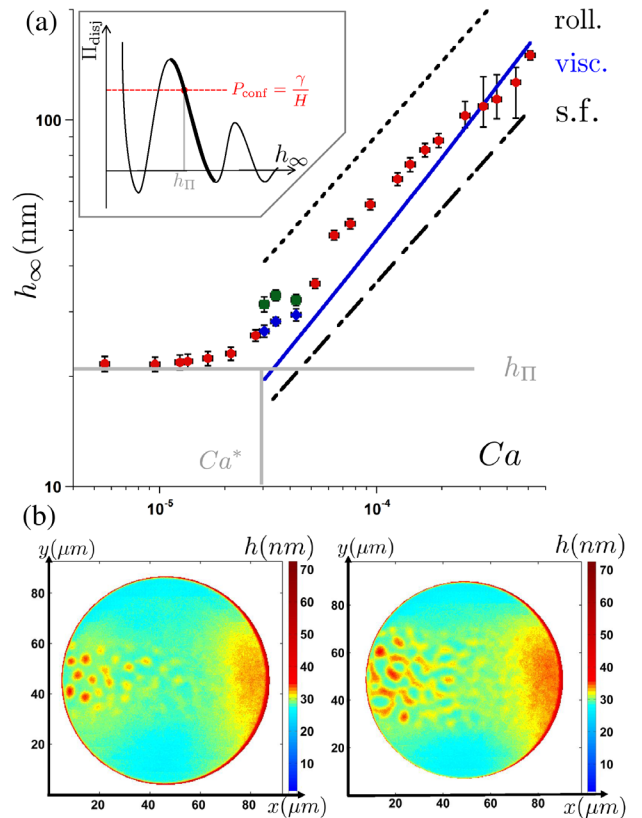 (a)
Π_disj
P_conf = γ/H
h_∞
h_Π
roll.
visc.
s.f.
100
h_∞(nm)
h_Π
Ca*
Ca
10
10^-5
10^-4
(b)
y(μm)
h(nm)
y(μm)
h(nm)
80
60
40
20
70
60
50
40
30
20
10
80
60
40
20
70
60
50
40
30
20
10
20 40 60 80
x(μm)
20 40 60 80
x(μm)